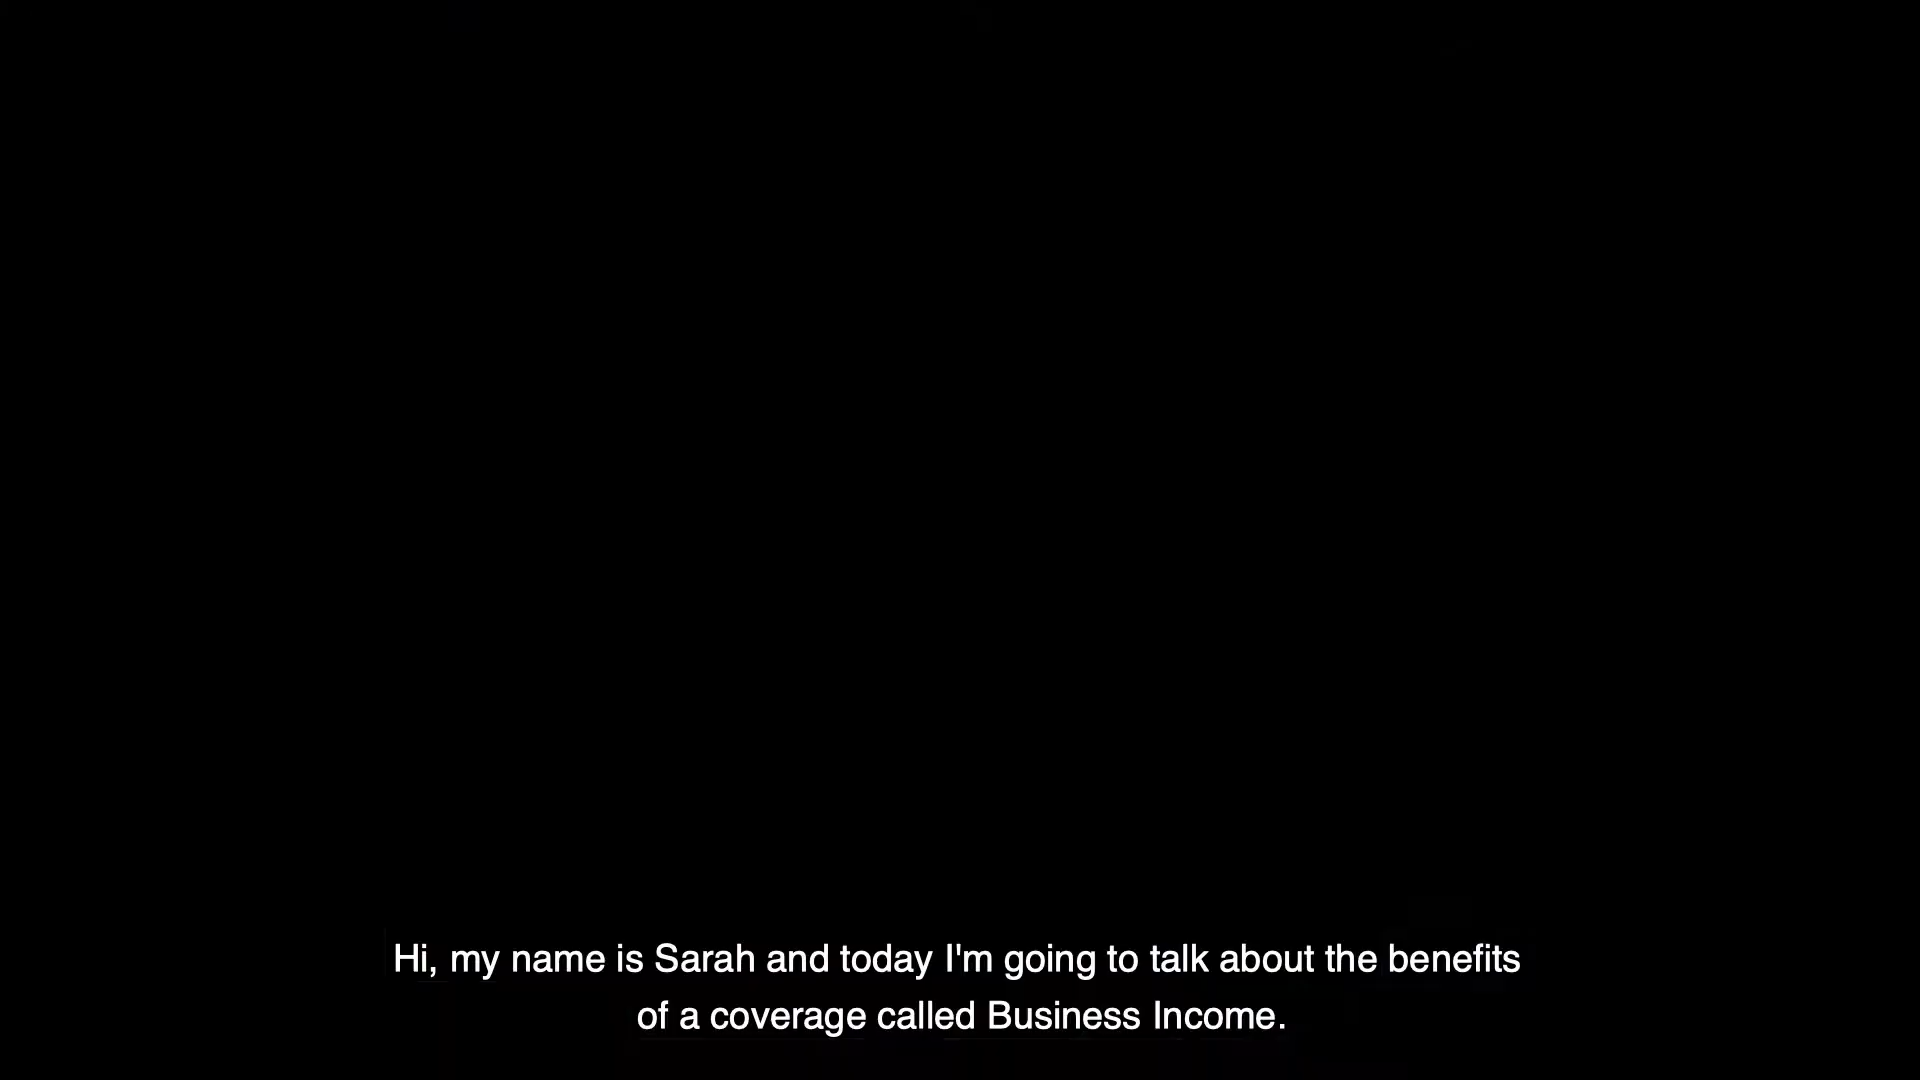 Hi, my name is Sarah and today I'm going to talk about the benefits
of a coverage called Business Income.